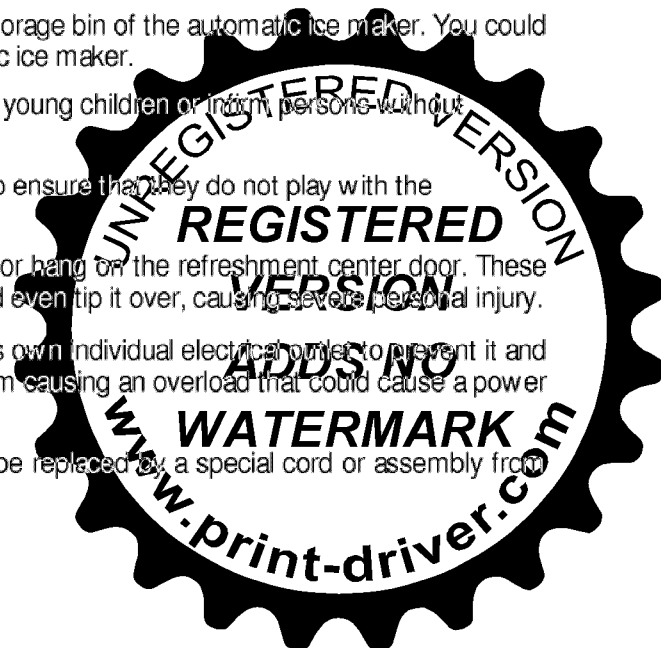 orage bin of the automatic ice maker. You could
c ice maker.
young children or infirm persons without
o ensure that they do not play with the
or hang on the refreshment center door. These
d even tip it over, causing severe personal injury.
s own individual electrical outlet to prevent it and
m causing an overload that could cause a power
be replaced by a special cord or assembly from
UNREGISTERED VERSION
REGISTERED
VERSION
ADDS NO
WATERMARK
www.print-driver.com